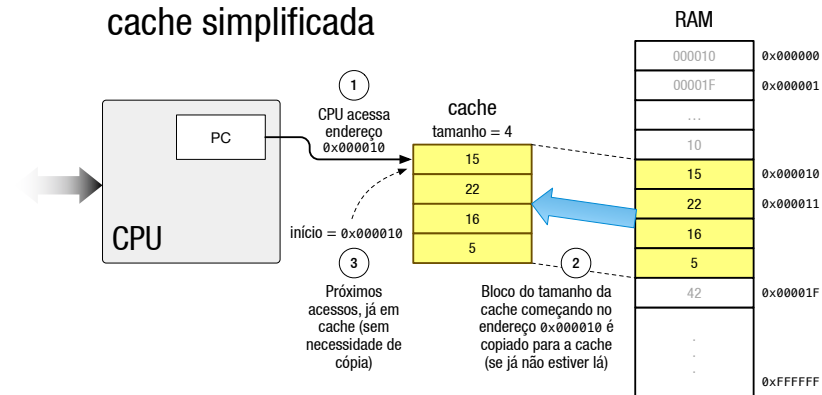 cache simplificada
RAM
000010
0x000000
00001F
0x000001
...
10
15
0x000010
22
0x000011
16
5
42
0x00001F
.
.
.
0xFFFFFF
1
CPU acessa
endereço
0x000010
PC
CPU
cache
tamanho = 4
15
22
16
5
início = 0x000010
3
Próximos
acessos, já em
cache (sem
necessidade de
cópia)
2
Bloco do tamanho da
cache começando no
endereço 0x000010 é
copiado para a cache
(se já não estiver lá)